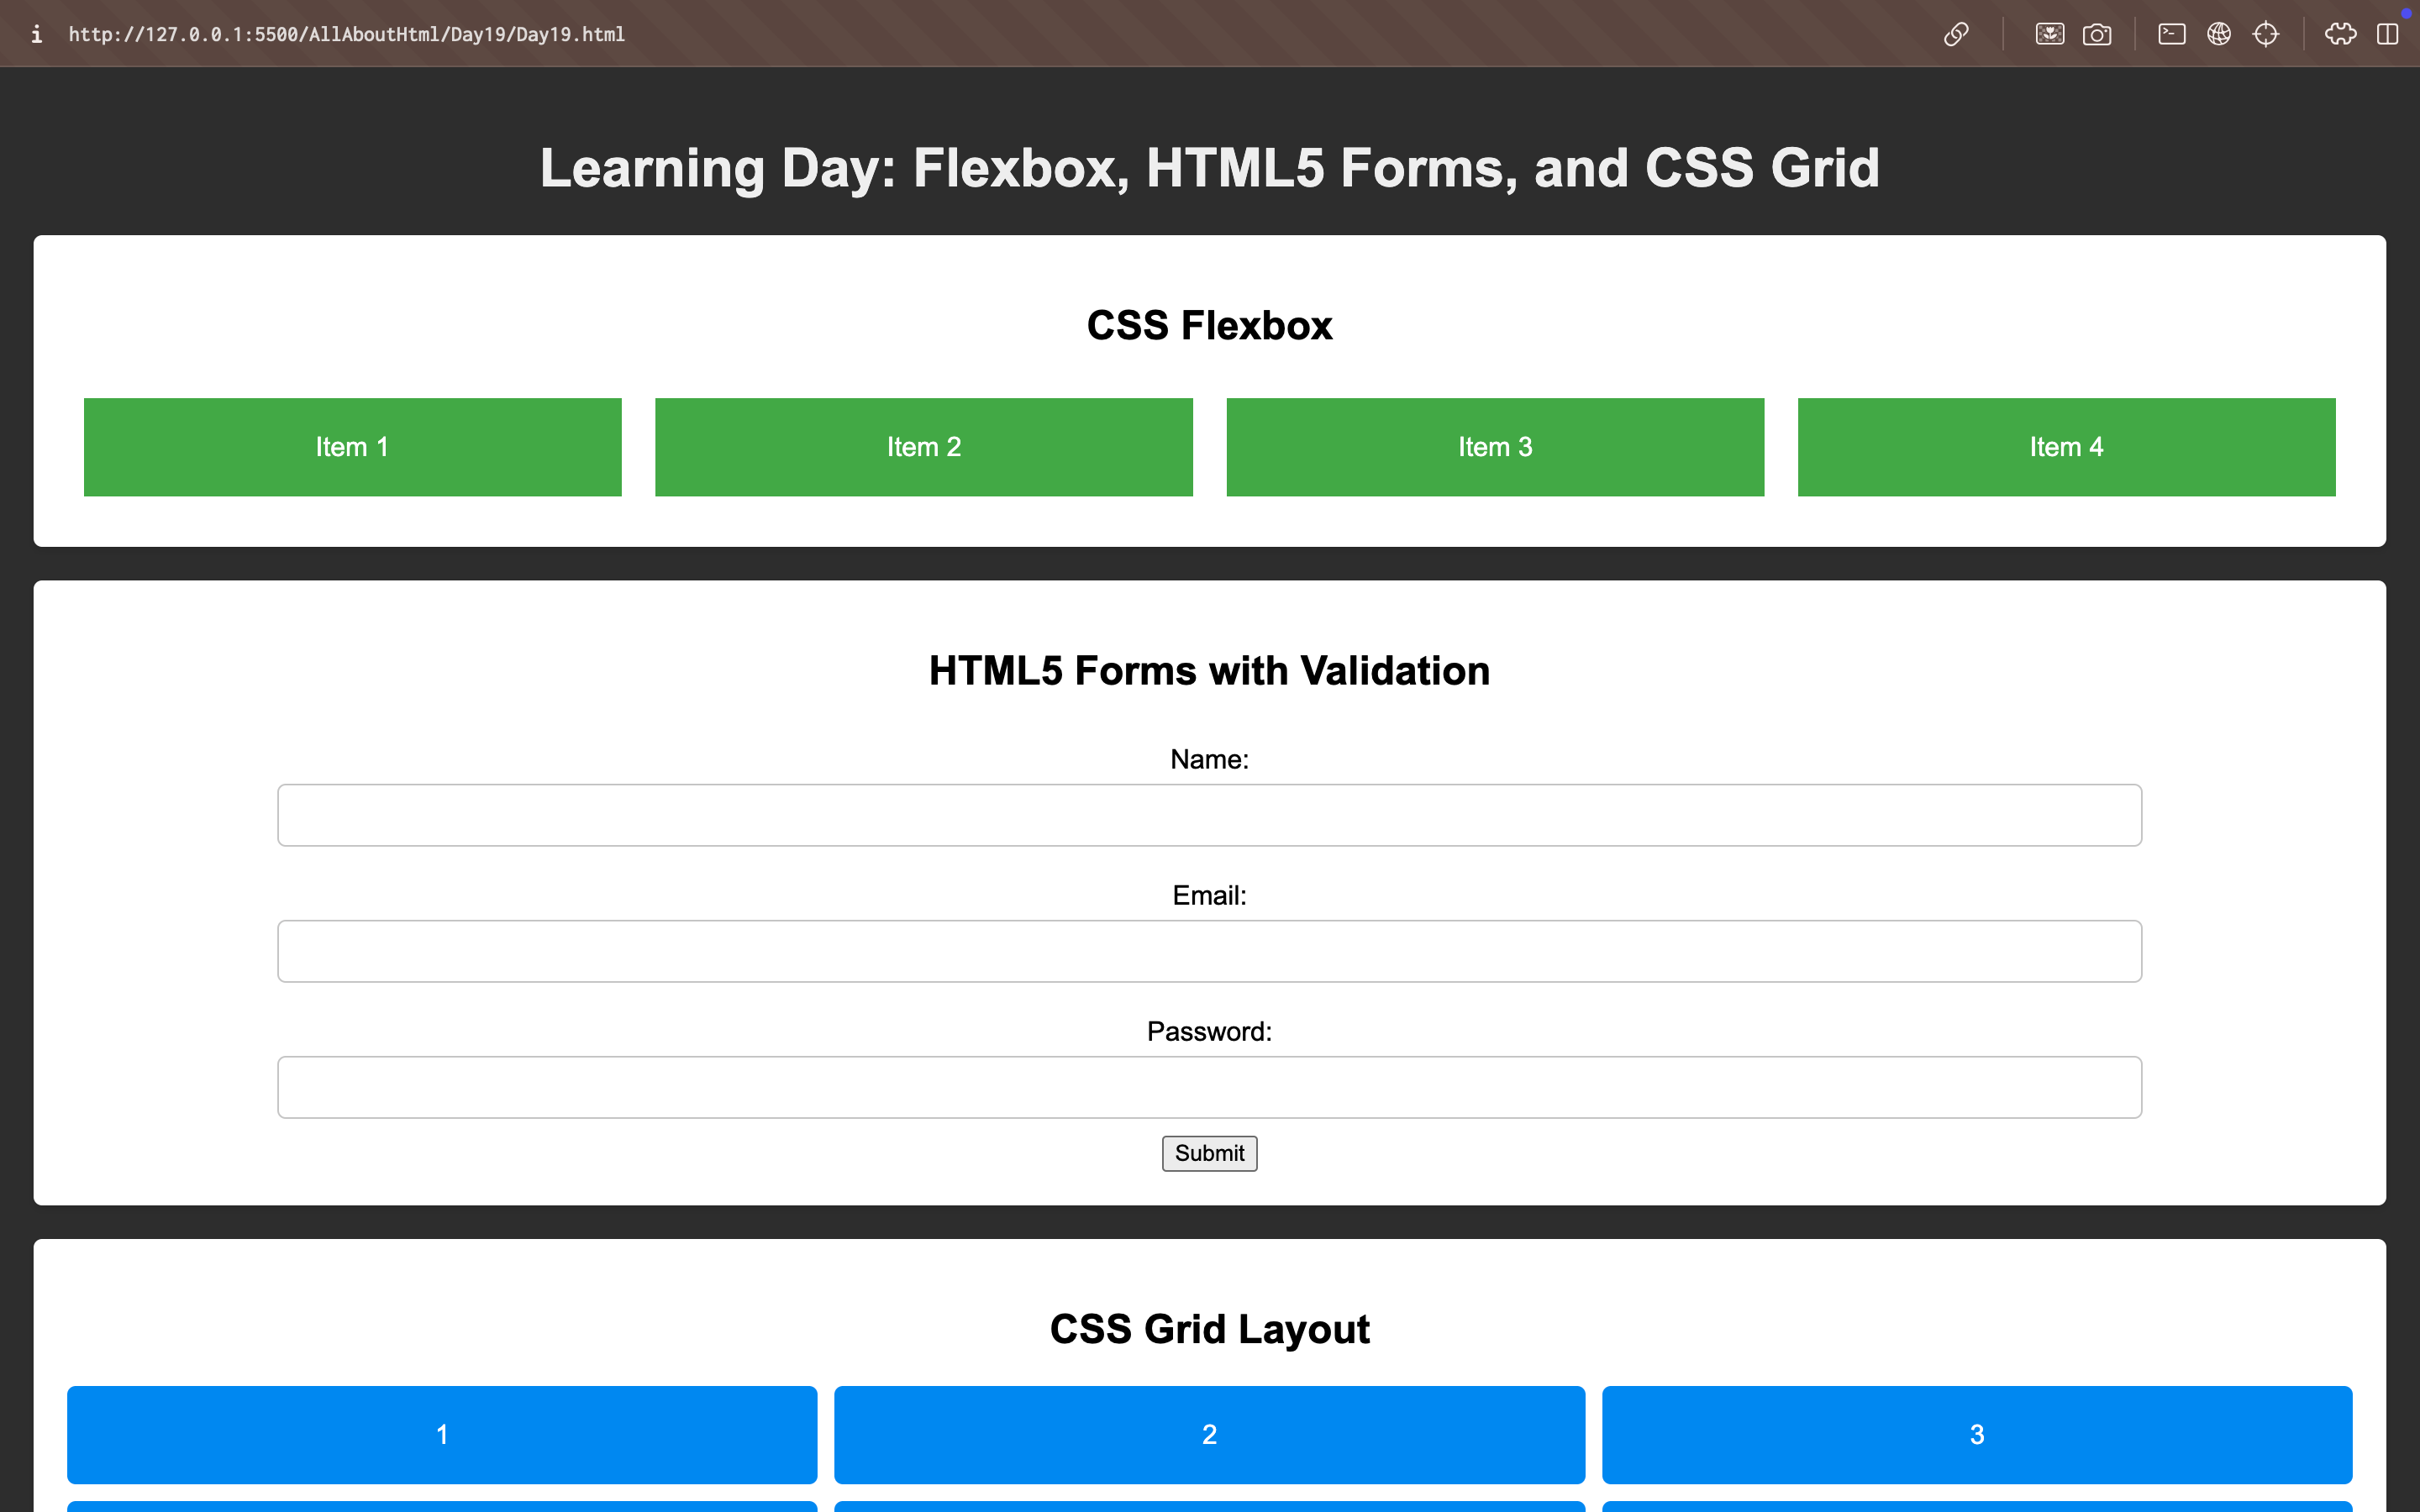 i http://127.0.0.1:5500/AllAboutHtml/Day19/Day19.html
Learning Day: Flexbox, HTML5 Forms, and CSS Grid
CSS Flexbox
Item 1 Item 2 Item 3 Item 4
HTML5 Forms with Validation
Name:
Email:
Password:
Submit
CSS Grid Layout
1 2 3